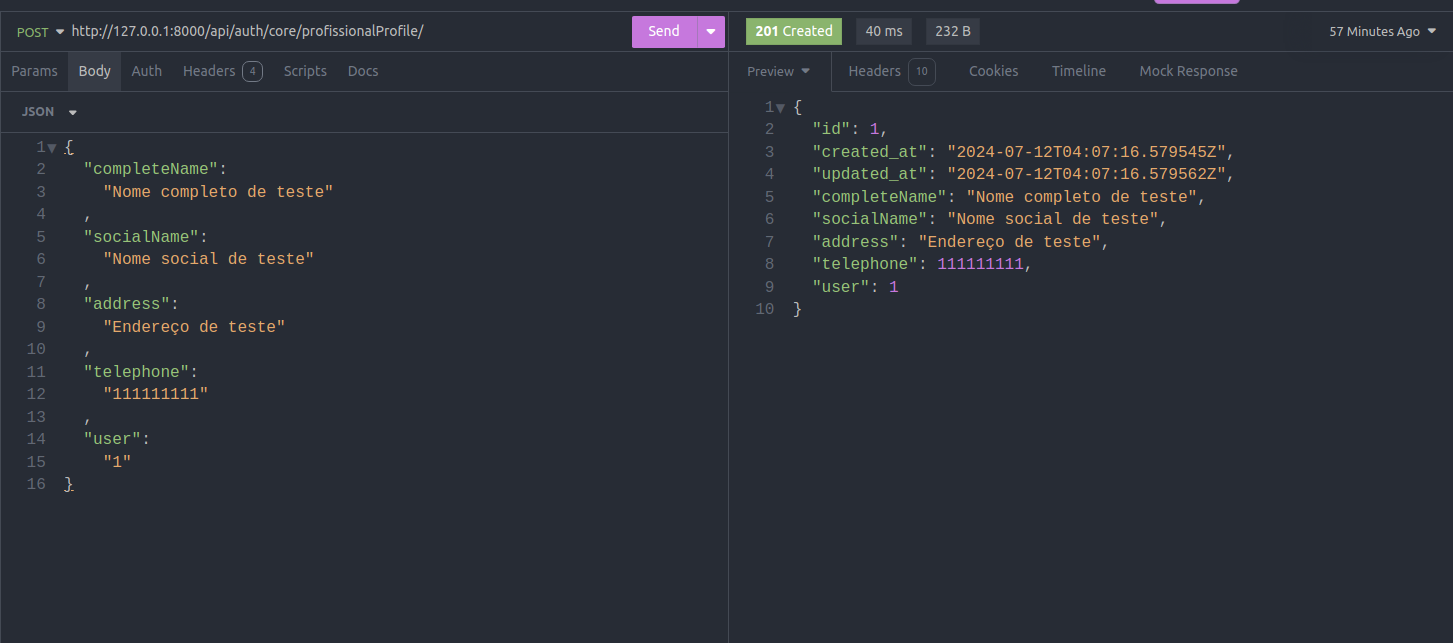 POST http://127.0.0.1:8000/api/auth/core/profissionalProfile/ Send
Params Body Auth Headers 4 Scripts Docs
JSON
1 {
2 "completeName":
3 "Nome completo de teste"
4 ,
5 "socialName":
6 "Nome social de teste"
7 ,
8 "address":
9 "Endereço de teste"
10 ,
11 "telephone":
12 "111111111"
13 ,
14 "user":
15 "1"
16 }
201 Created 40 ms 232 B 57 Minutes Ago
Preview Headers 10 Cookies Timeline Mock Response
1 {
2 "id": 1,
3 "created_at": "2024-07-12T04:07:16.579545Z",
4 "updated_at": "2024-07-12T04:07:16.579562Z",
5 "completeName": "Nome completo de teste",
6 "socialName": "Nome social de teste",
7 "address": "Endereço de teste",
8 "telephone": 111111111,
9 "user": 1
10 }